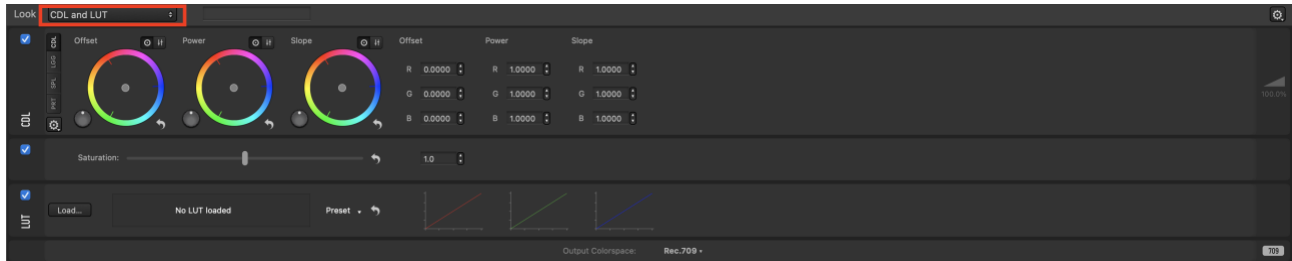 Look CDL and LUT
CDL LOG SPL PRT
Offset Power Slope Offset Power Slope
R 0.0000 R 1.0000 R 1.0000
G 0.0000 G 1.0000 G 1.0000
B 0.0000 B 1.0000 B 1.0000
100.0%
CDL
Saturation: 1.0
LUT
Load... No LUT loaded Preset
Output Colorspace: Rec.709
709